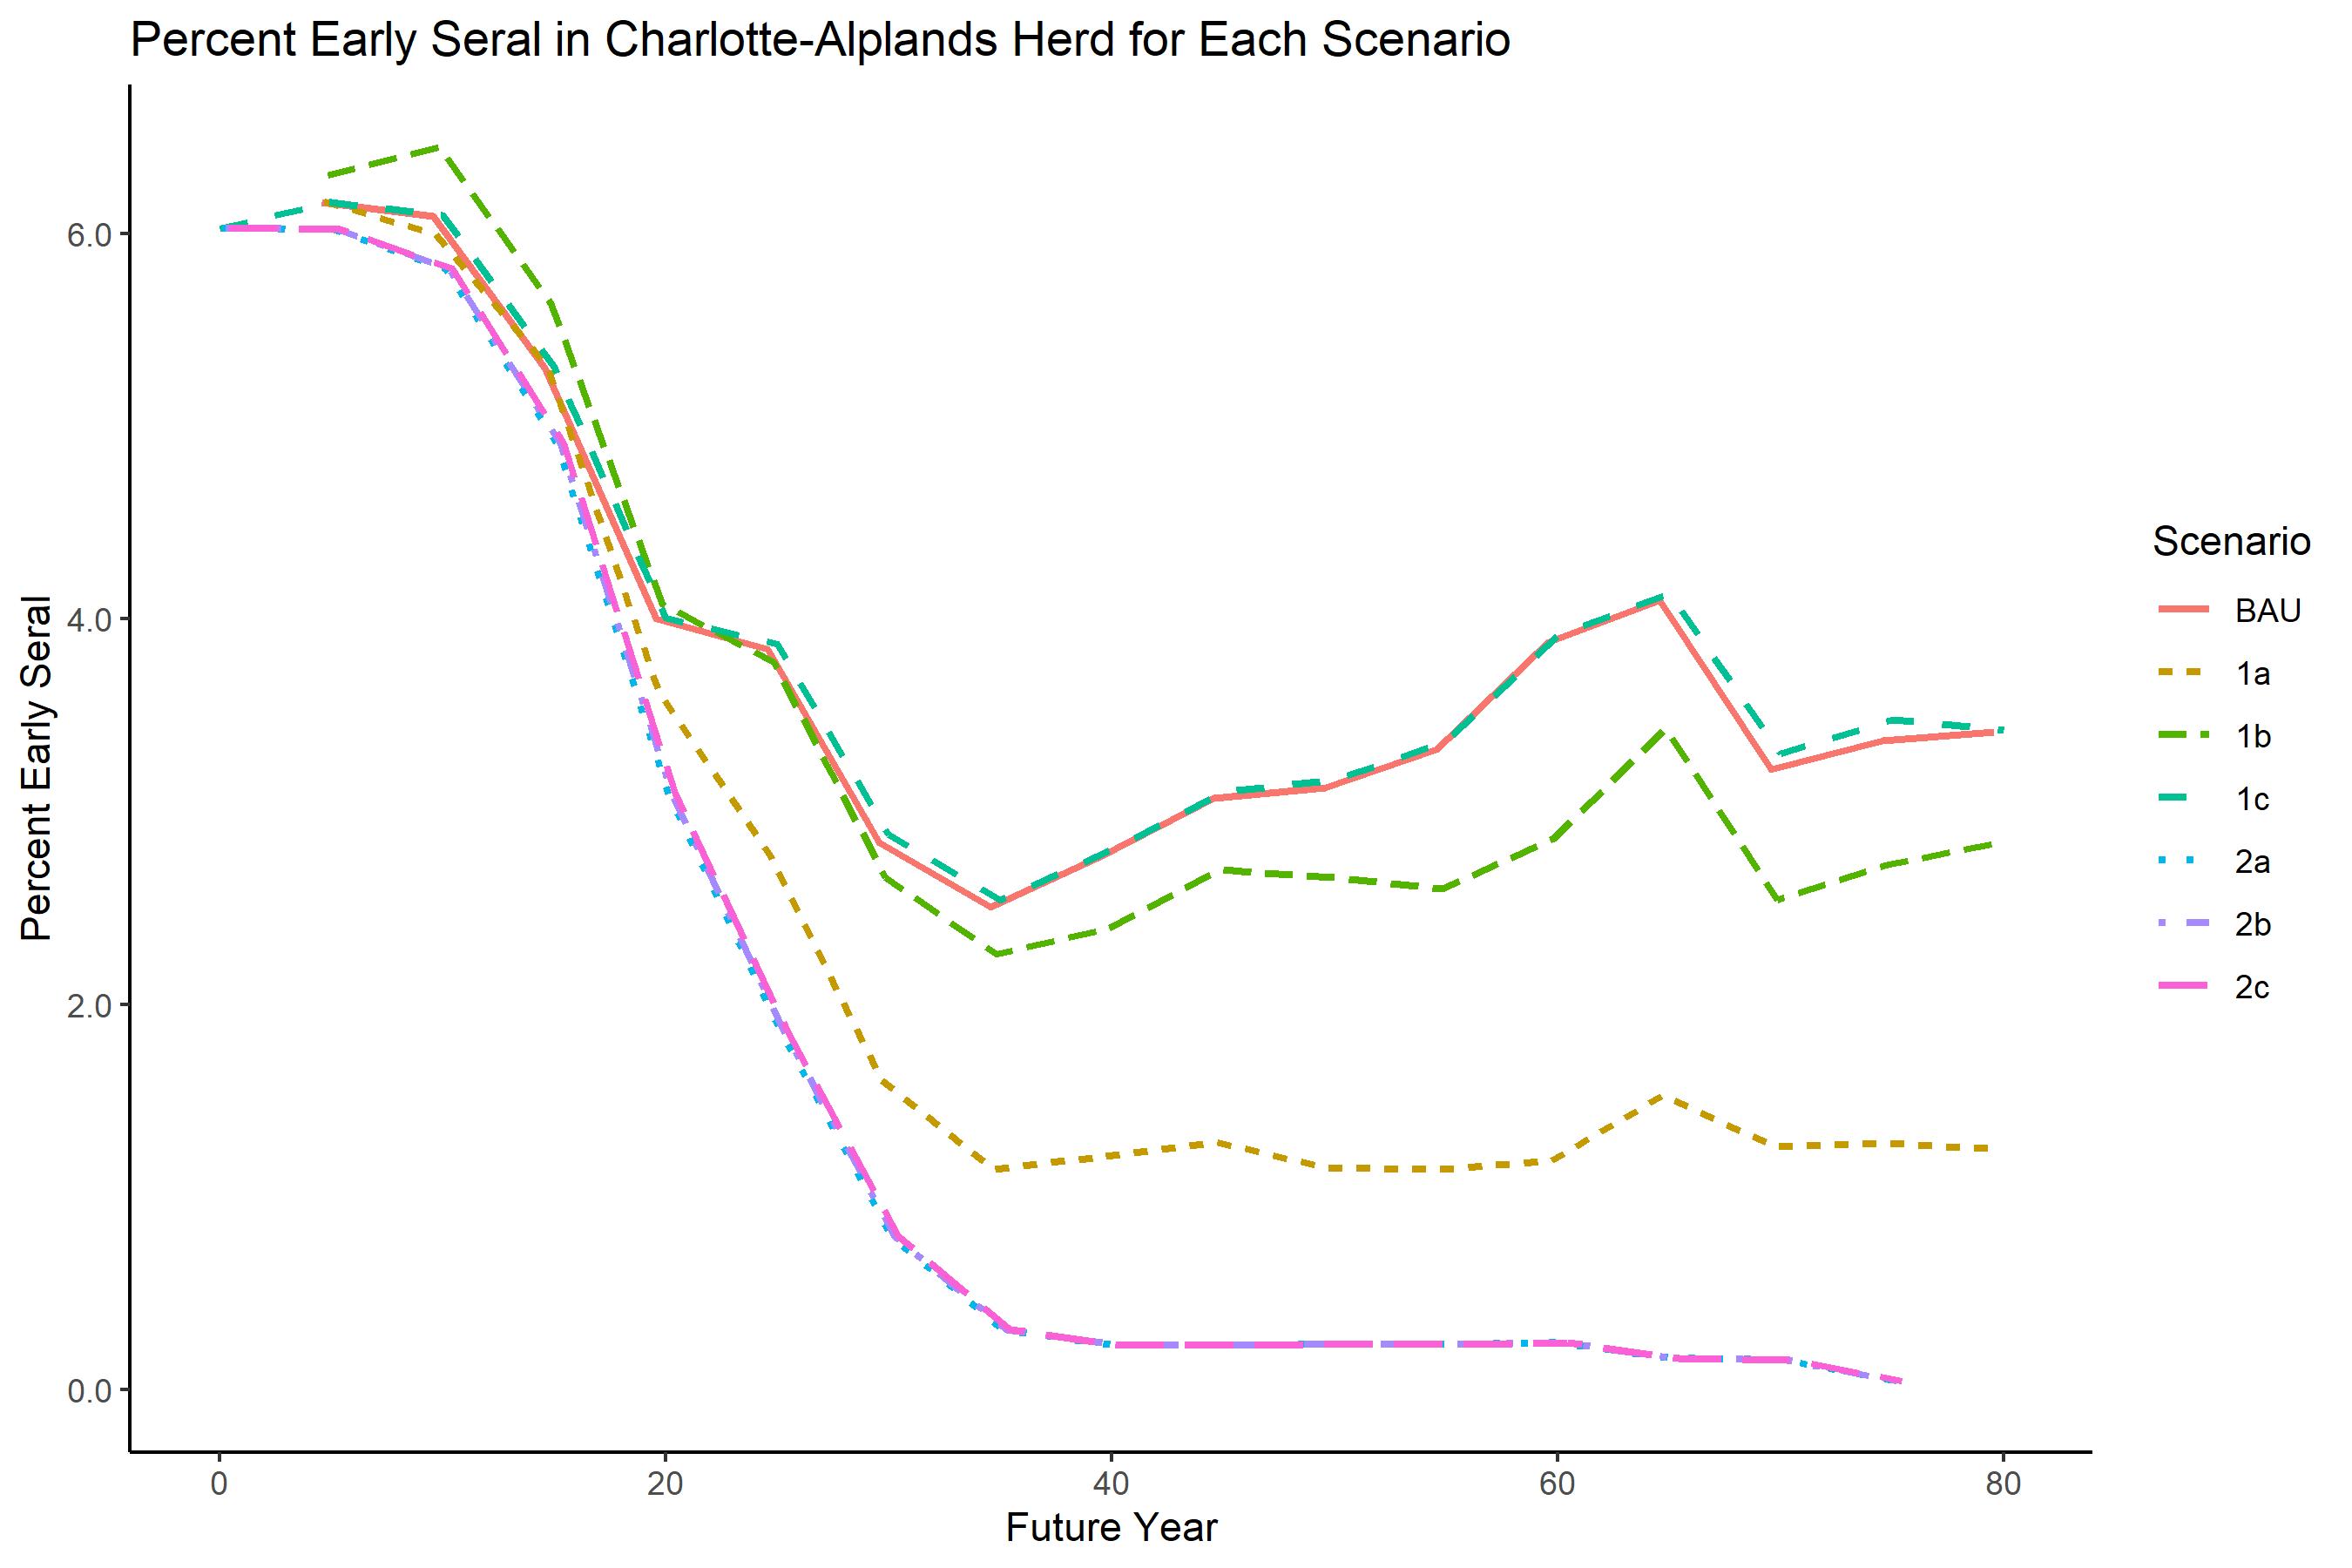 Percent Early Seral in Charlotte-Alplands Herd for Each Scenario
Percent Early Seral
6.0
4.0
2.0
0.0
0
20
40
60
80
Future Year
Scenario
BAU
1a
1b
1c
2a
2b
2c